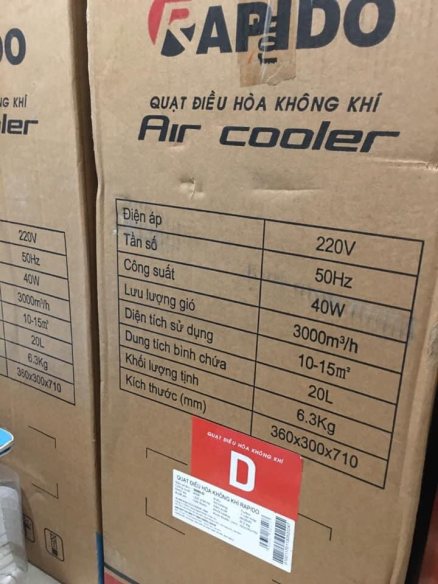 RAPIDO
QUẠT ĐIỀU HÒA KHÔNG KHÍ
Air cooler
Điện áp 220V
Tần số 50Hz
Công suất 40W
Lưu lượng gió 3000m³/h
Diện tích sử dụng 10-15m²
Dung tích bình chứa 20L
Khối lượng tịnh 6.3Kg
Kích thước (mm) 360x300x710
QUẠT ĐIỀU HÒA KHÔNG KHÍ
D
QUẠT ĐIỀU HÒA KHÔNG KHÍ RAPIDO
DO
KHÍ
oler
220V
50Hz
40W
3000m³/h
10-15m²
20L
6.3Kg
360x300x710